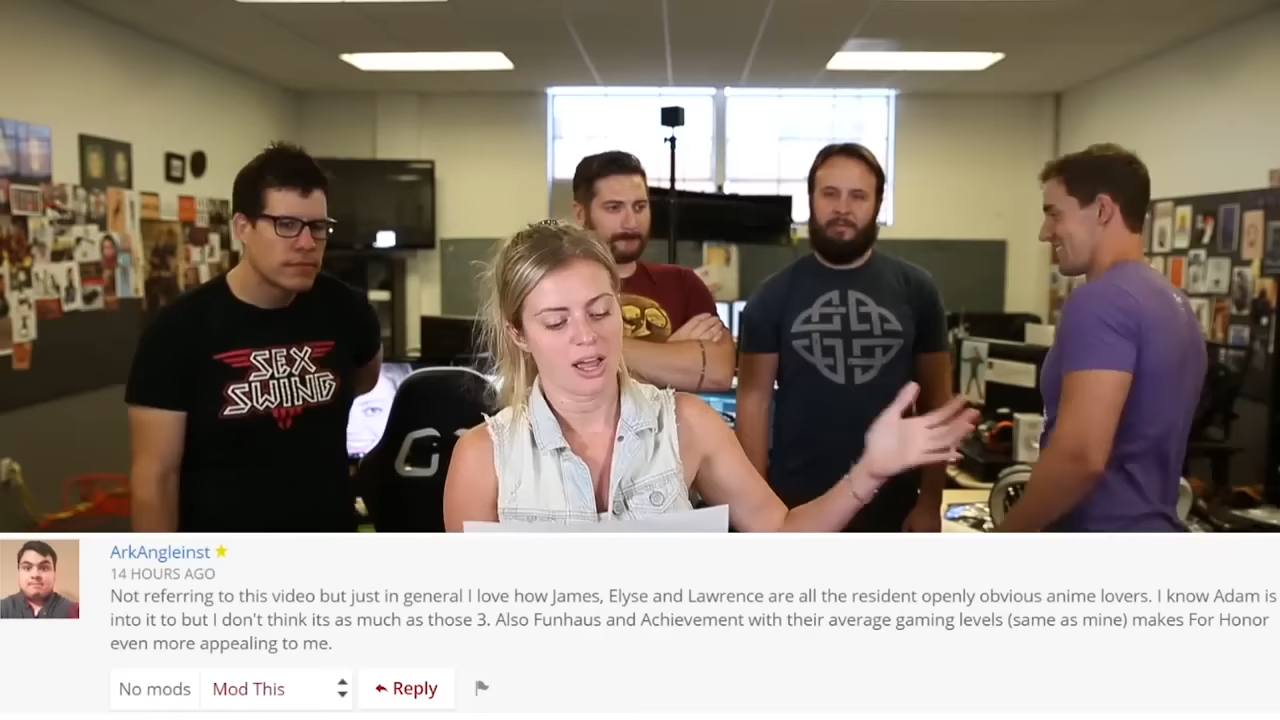 SEX
SWING
ArkAngleinst
14 HOURS AGO
Not referring to this video but just in general I love how James, Elyse and Lawrence are all the resident openly obvious anime lovers. I know Adam is
into it to but I don't think its as much as those 3. Also Funhaus and Achievement with their average gaming levels (same as mine) makes For Honor
even more appealing to me.
No mods Mod This Reply